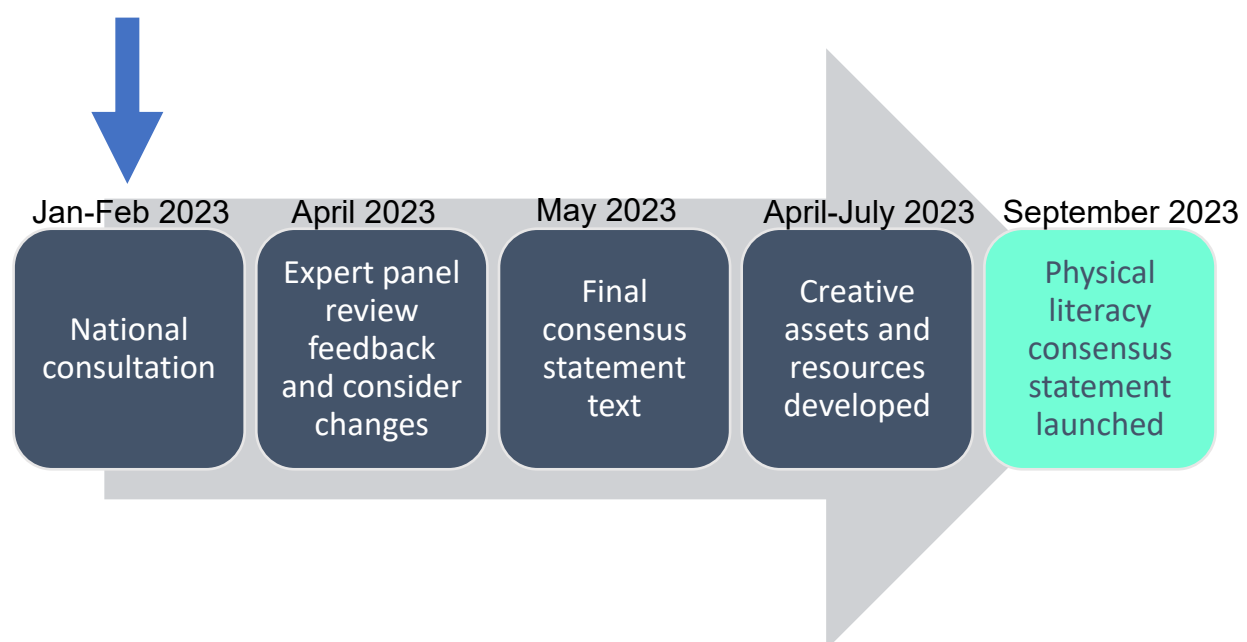 Jan-Feb 2023
National
consultation
April 2023
Expert panel
review
feedback
and consider
changes
May 2023
Final
consensus
statement
text
April-July 2023
Creative
assets and
resources
developed
September 2023
Physical
literacy
consensus
statement
launched